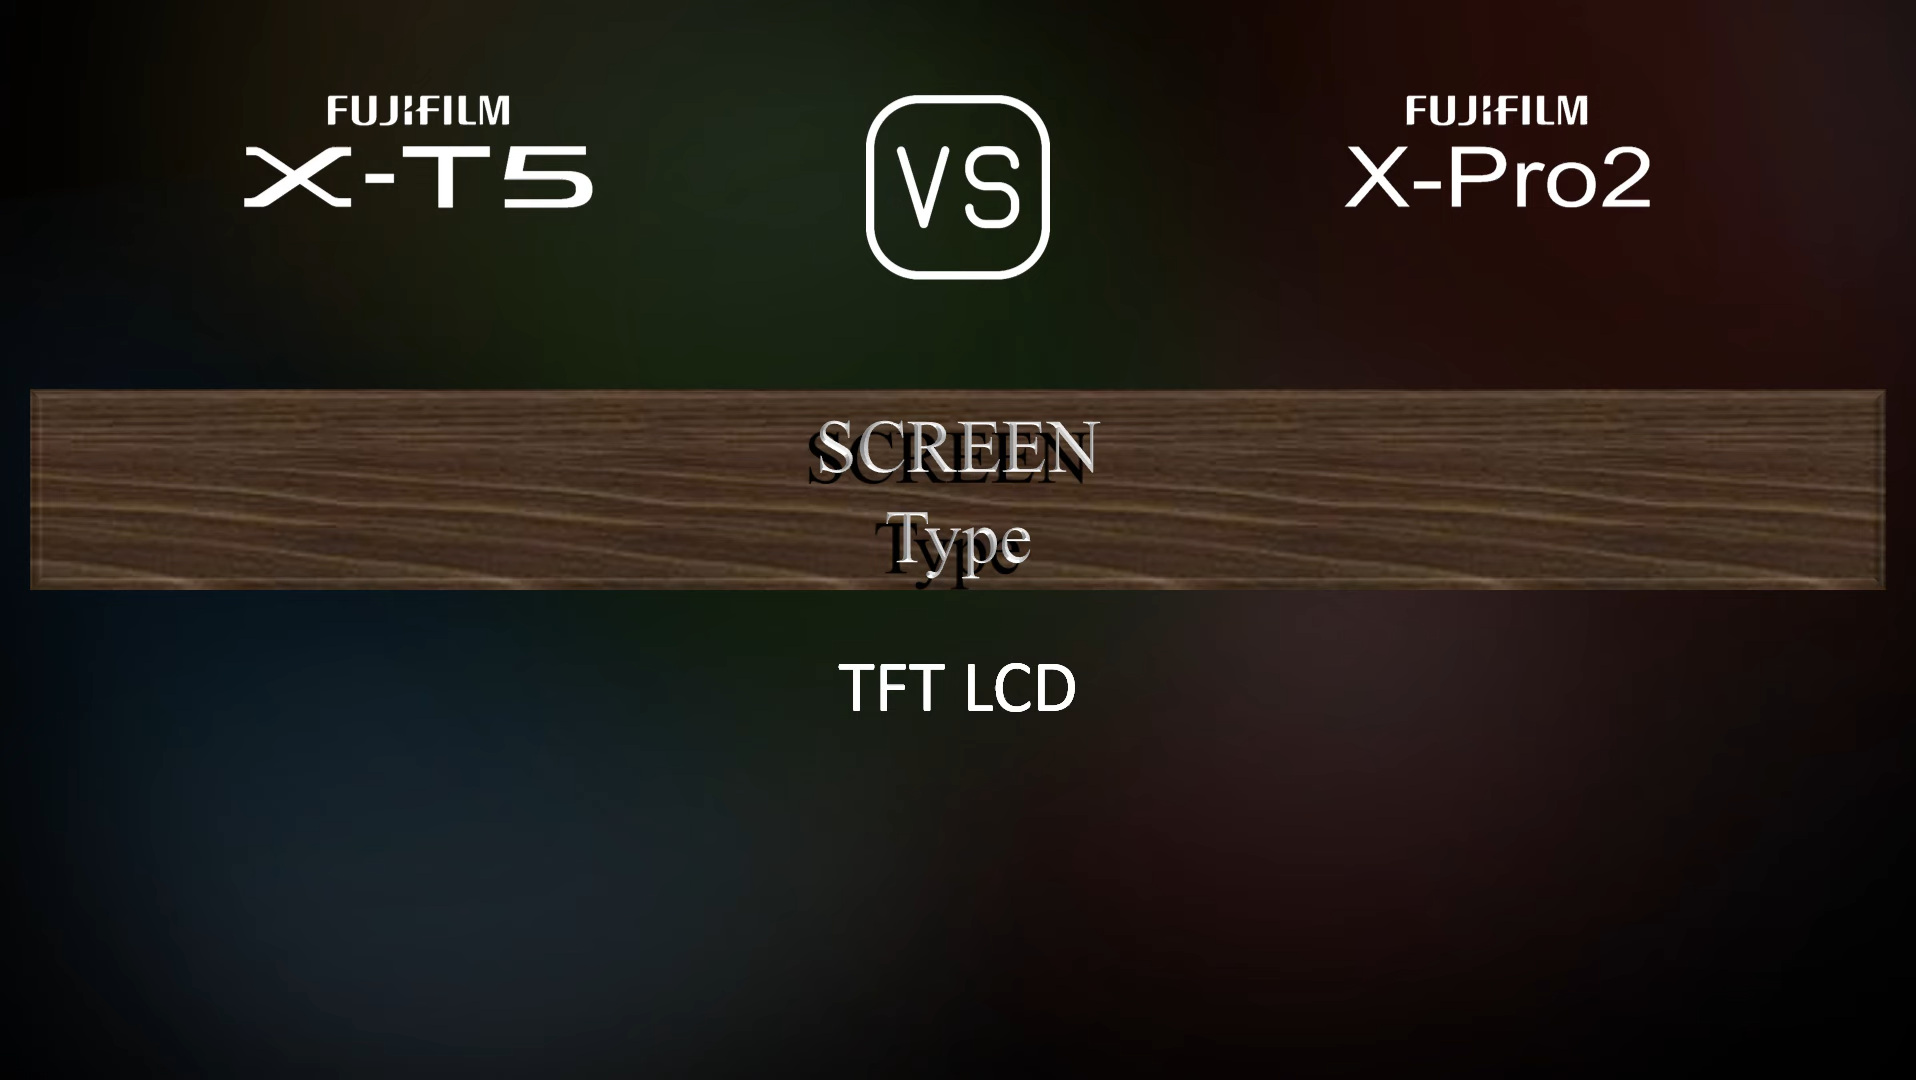 FUJIFILM
X-T5
VS
FUJIFILM
X-Pro2
SCREEN
Type
TFT LCD